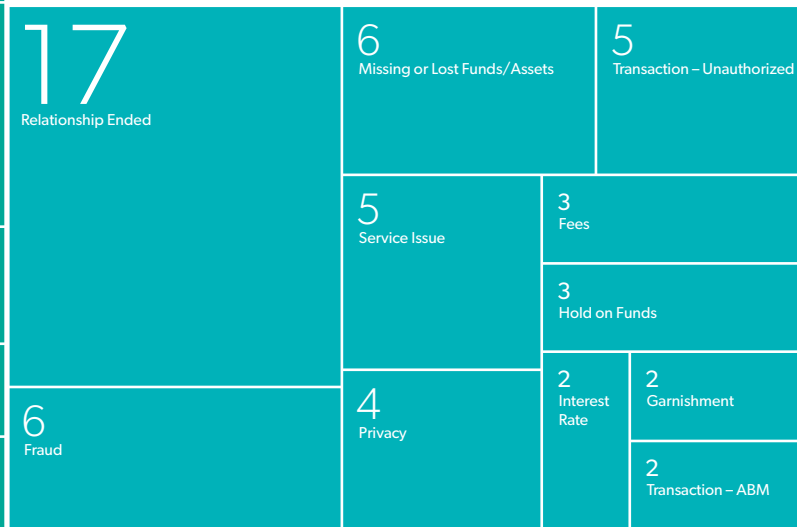 17
Relationship Ended
6
Fraud
6
Missing or Lost Funds/Assets
5
Transaction – Unauthorized
5
Service Issue
4
Privacy
3
Fees
3
Hold on Funds
2
Interest
Rate
2
Garnishment
2
Transaction – ABM